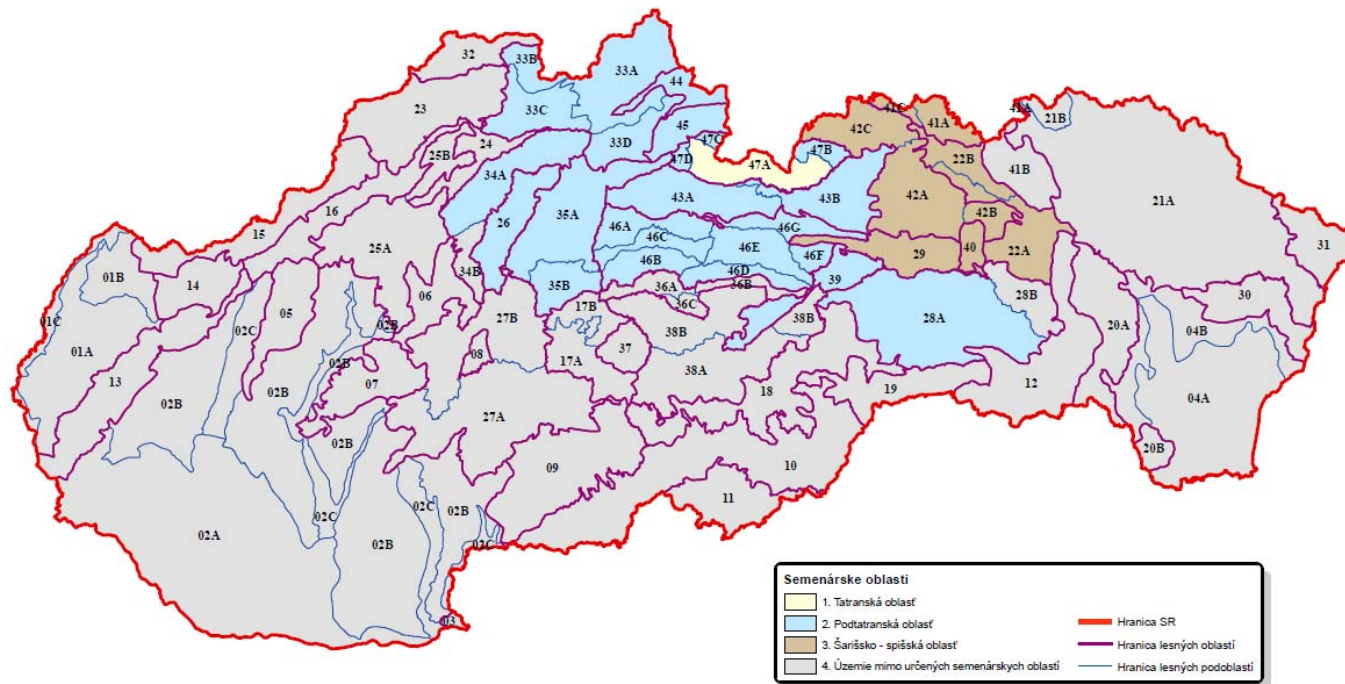 32
33B
33A
44
23
33C
41C
41A
41A
21B
42C
45
24
33D
47C
47B
22B
25B
47D
47A
41B
34A
43A
43B
42A
21A
16
26
35A
42B
15
46A
46G
25A
46C
46E
22A
31
01B
34B
46B
46F
29
40
14
06
35B
46D
39
36A
36B
28B
30
01C
02C
05
02B
27B
17B
36C
38B
38B
28A
20A
04B
01A
02B
08
17A
37
13
07
38A
12
02B
02B
18
19
04A
27A
02B
20B
09
10
02C
02C
02B
11
02A
02B
02C
03
Semenárske oblasti
1. Tatranská oblasť
2. Podtatranská oblasť
Hranica SR
3. Šarišsko - spišská oblasť
Hranica lesných oblastí
4. Územie mimo určených semenárskych oblastí
Hranica lesných podoblastí